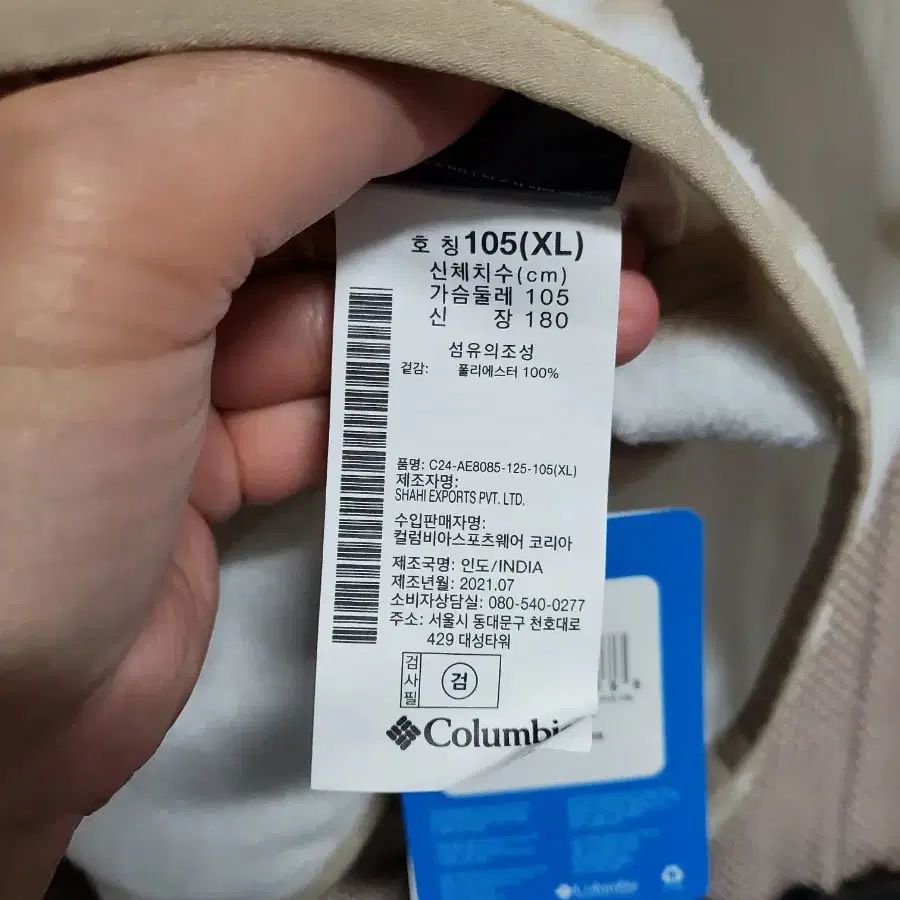 호 칭 105(XL)
신체치수(cm)
가슴둘레 105
신 장 180
섬유의조성
겉감: 폴리에스터 100%
품명: C24-AE8085-125-105(XL)
제조자명:
SHAHI EXPORTS PVT. LTD.
수입판매자명:
컬럼비아스포츠웨어 코리아
제조국명: 인도/INDIA
제조년월: 2021.07
소비자상담실: 080-540-0277
주소: 서울시 동대문구 천호대로
429 대성타워
검사필
검
Columbia
Columbia